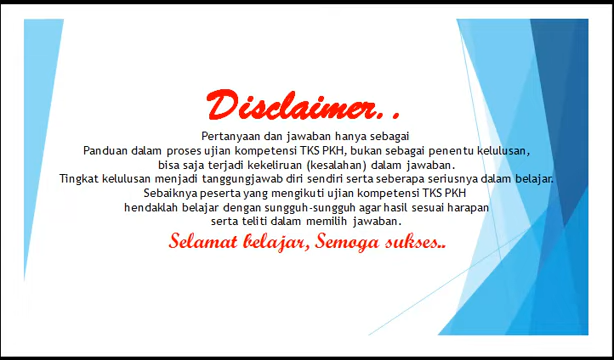 Disclaimer. .
Pertanyaan dan jawaban hanya sebagai
Panduan dalam proses ujian kompetensi TKS PKH, bukan sebagai penentu kelulusan,
bisa saja terjadi kekeliruan (kesalahan) dalam jawaban.
Tingkat kelulusan menjadi tanggungjawab diri sendiri serta seberapa seriusnya dalam belajar.
Sebaiknya peserta yang mengikuti ujian kompetensi TKS PKH
hendaklah belajar dengan sungguh-sungguh agar hasil sesuai harapan
serta teliti dalam memilih jawaban.
Selamat belajar, Semoga sukses..